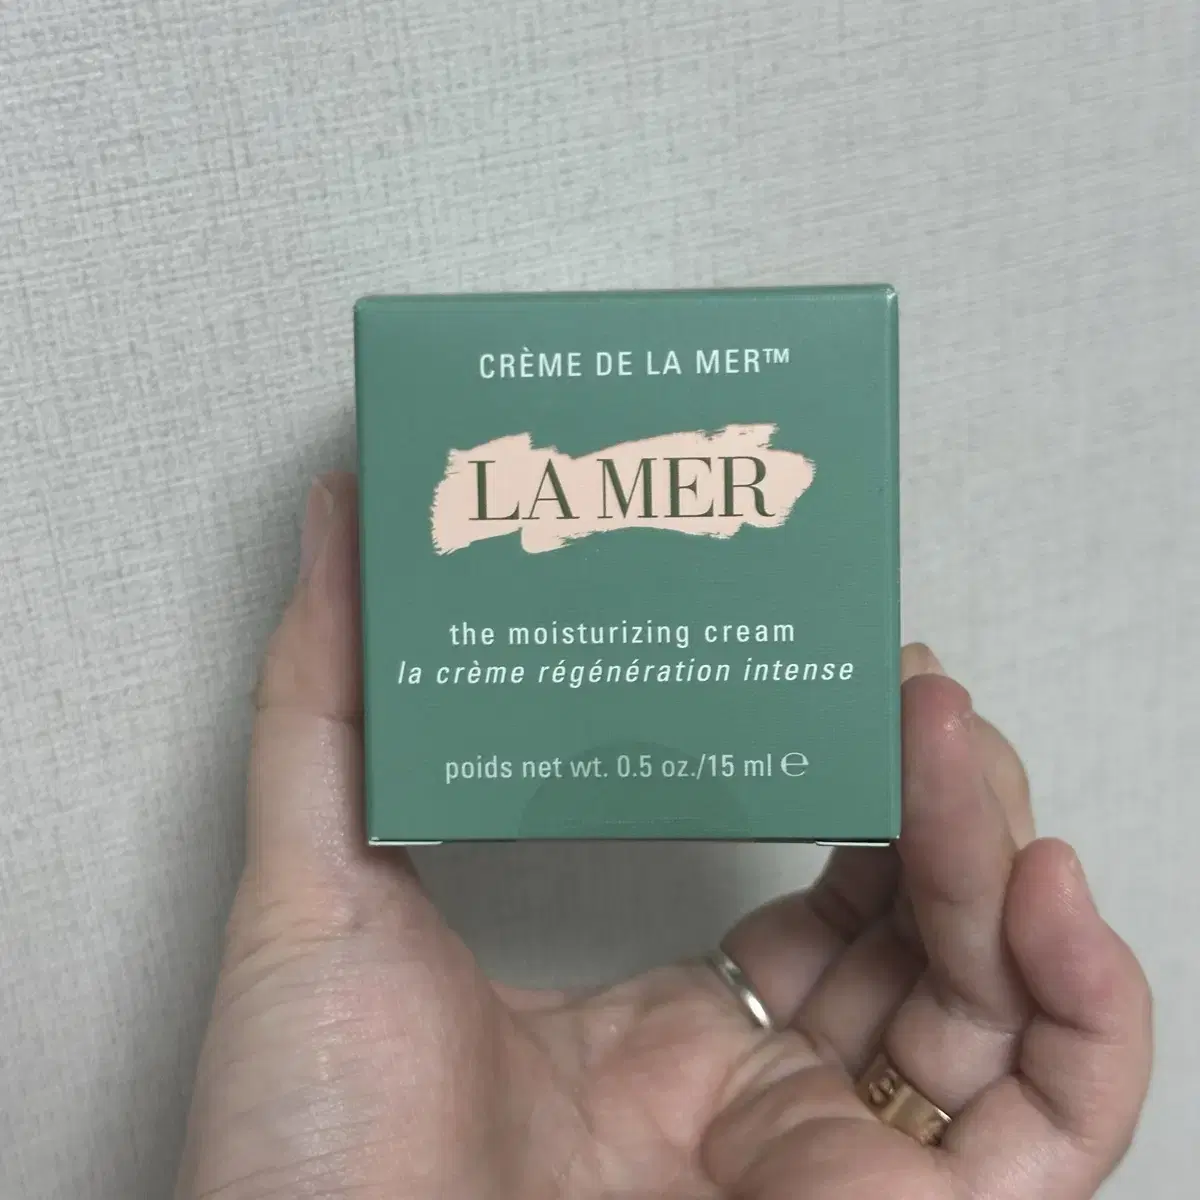 CRÈME DE LA MER™
LA MER
the moisturizing cream
la crème régénération intense
poids net wt. 0.5 oz./15 ml ℮